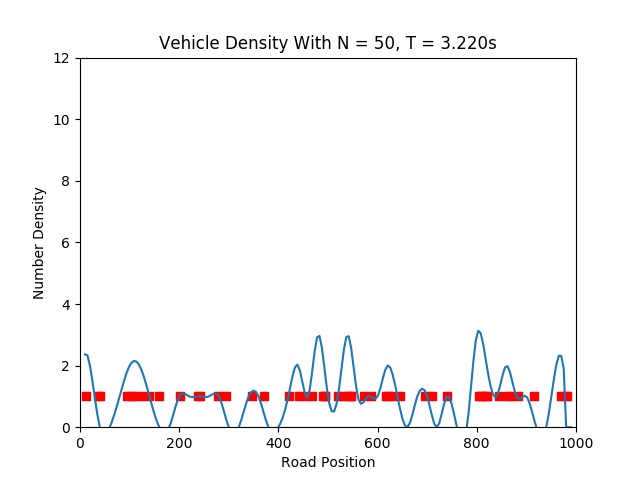 Vehicle Density With N = 50, T = 3.220s
12
10
8
6
4
2
0
Number Density
0 200 400 600 800 1000
Road Position